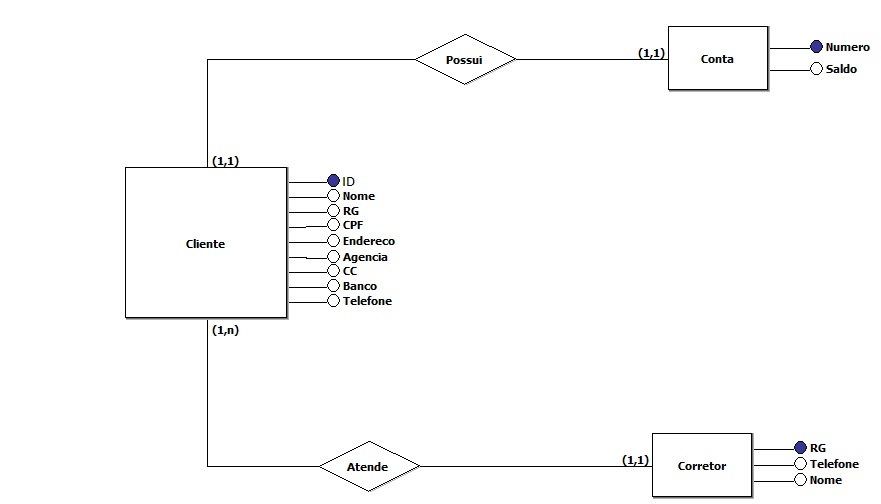 Possui
(1,1)
Conta
Numero
Saldo
(1,1)
Cliente
ID
Nome
RG
CPF
Endereco
Agencia
CC
Banco
Telefone
(1,n)
Atende
(1,1)
Corretor
RG
Telefone
Nome